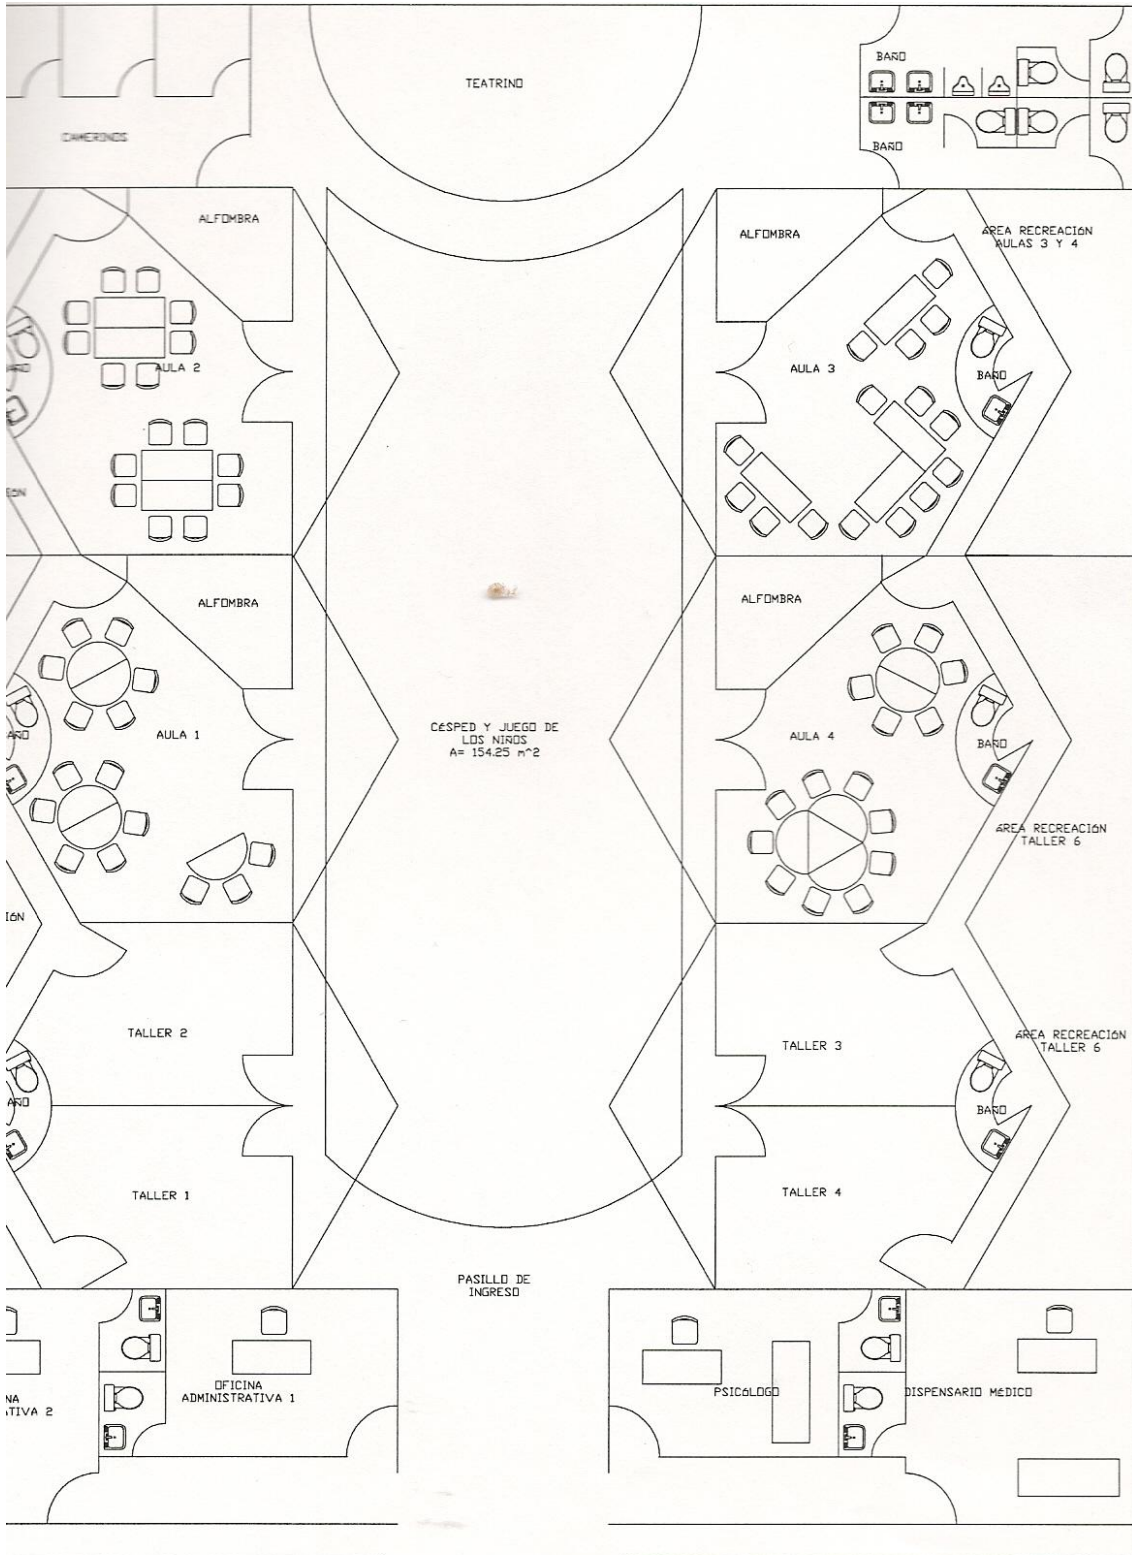 TEATRINO
BAÑO
CAMERINOS
BAÑO
ALFOMBRA
ALFOMBRA
ÁREA RECREACIÓN
AULAS 3 Y 4
AULA 2
AULA 3
BAÑO
ALFOMBRA
ALFOMBRA
CÉSPED Y JUEGO DE
LOS NIÑOS
A= 154.25 m^2
AULA 1
AULA 4
BAÑO
ÁREA RECREACIÓN
TALLER 6
TALLER 2
TALLER 3
ÁREA RECREACIÓN
TALLER 6
BAÑO
TALLER 1
TALLER 4
PASILLO DE
INGRESO
OFICINA
ADMINISTRATIVA 1
PSICÓLOGO
DISPENSARIO MÉDICO
ATIVA 2